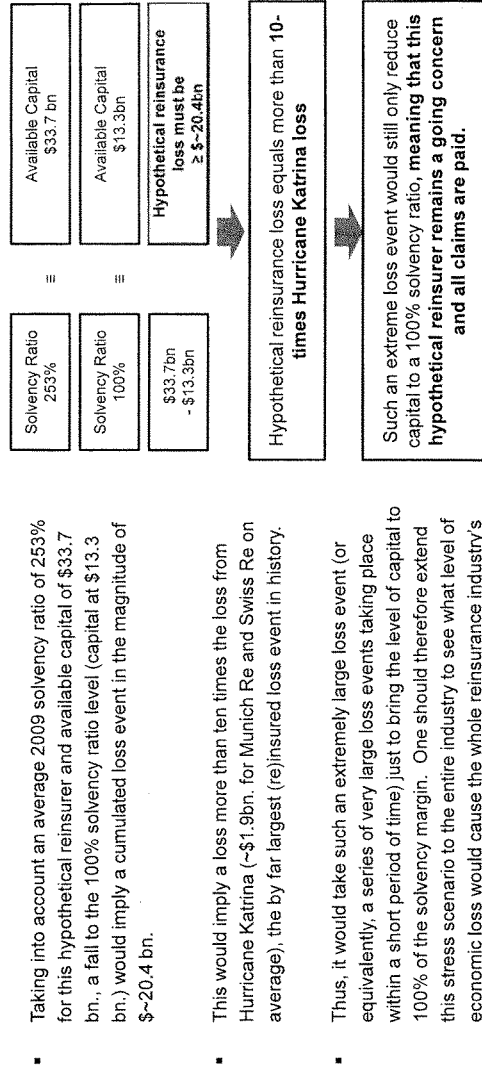 Taking into account an average 2009 solvency ratio of 253%
for this hypothetical reinsurer and available capital of $33.7
bn., a fall to the 100% solvency ratio level (capital at $13.3
bn.) would imply a cumulated loss event in the magnitude of
$~20.4 bn.
This would imply a loss more than ten times the loss from
Hurricane Katrina (~$1.9bn. for Munich Re and Swiss Re on
average), the by far largest (re)insured loss event in history.
Thus, it would take such an extremely large loss event (or
equivalently, a series of very large loss events taking place
within a short period of time) just to bring the level of capital to
100% of the solvency margin. One should therefore extend
this stress scenario to the entire industry to see what level of
economic loss would cause the whole reinsurance industry's
Solvency Ratio
253%
≡
Available Capital
$33.7 bn
Solvency Ratio
100%
≡
Available Capital
$13.3bn
$33.7bn
- $13.3bn
Hypothetical reinsurance
loss must be
≥ $~20.4bn
Hypothetical reinsurance loss equals more than 10-
times Hurricane Katrina loss
Such an extreme loss event would still only reduce
capital to a 100% solvency ratio, meaning that this
hypothetical reinsurer remains a going concern
and all claims are paid.